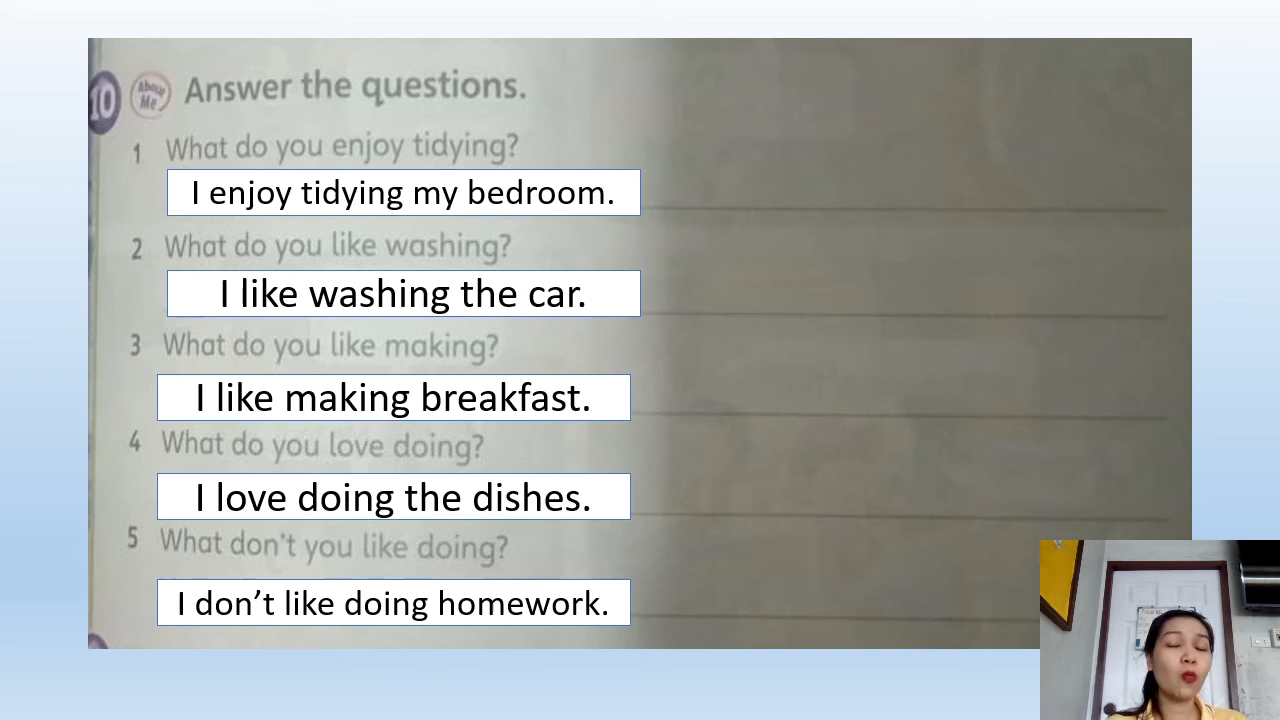 10 About Me Answer the questions.
1 What do you enjoy tidying?
I enjoy tidying my bedroom.
2 What do you like washing?
I like washing the car.
3 What do you like making?
I like making breakfast.
4 What do you love doing?
I love doing the dishes.
5 What don't you like doing?
I don’t like doing homework.